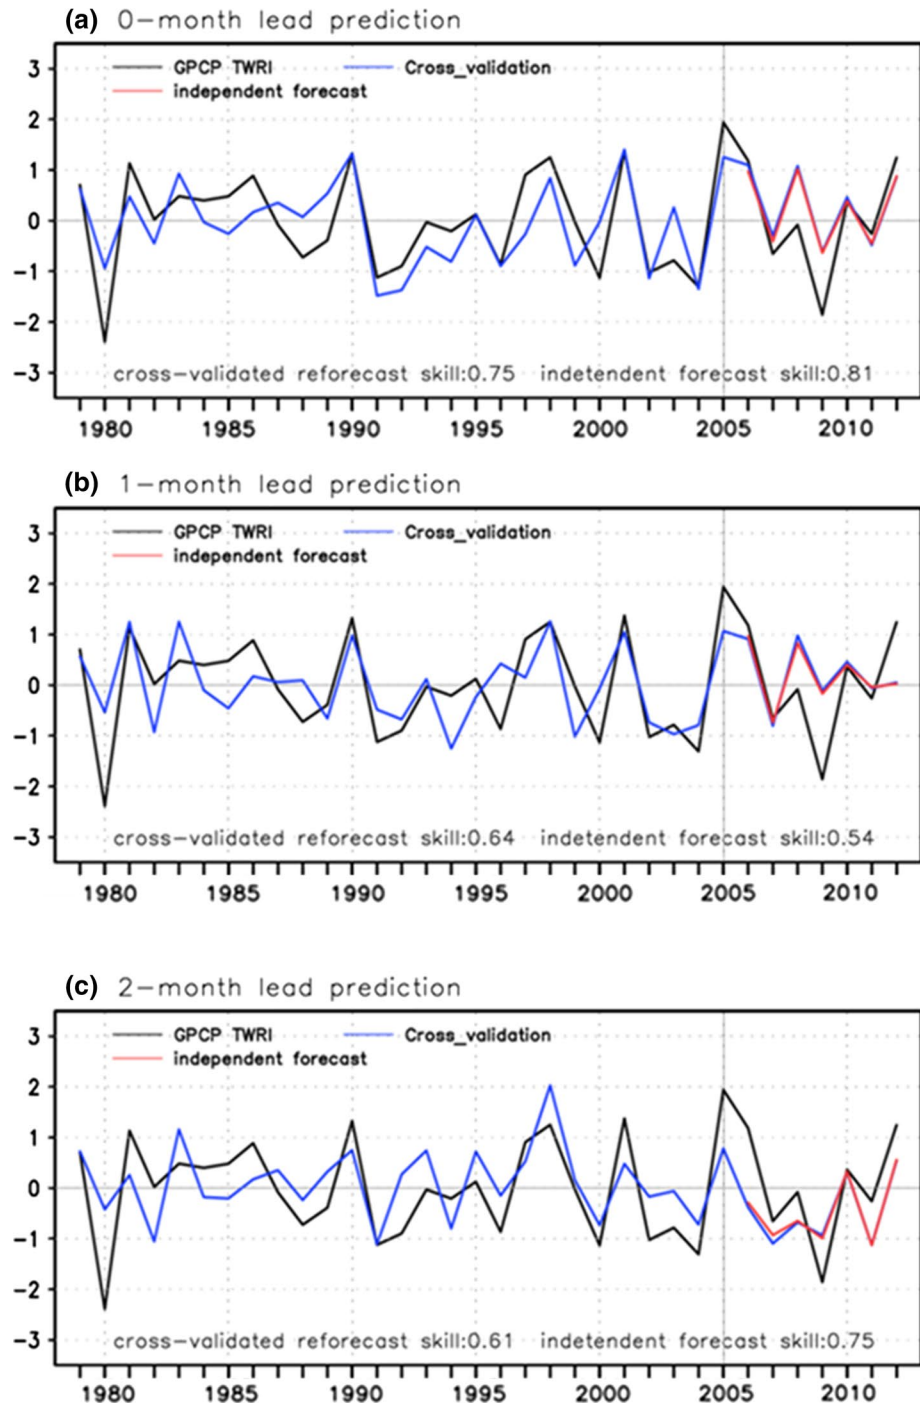 (a) 0-month lead prediction
3 GPCP TWRI Cross_validation
independent forecast
2
1
0
-1
-2
-3 cross-validated reforecast skill:0.75 indetendent forecast skill:0.81
1980 1985 1990 1995 2000 2005 2010
(b) 1-month lead prediction
3 GPCP TWRI Cross_validation
independent forecast
2
1
0
-1
-2
-3 cross-validated reforecast skill:0.64 indetendent forecast skill:0.54
1980 1985 1990 1995 2000 2005 2010
(c) 2-month lead prediction
3 GPCP TWRI Cross_validation
independent forecast
2
1
0
-1
-2
-3 cross-validated reforecast skill:0.61 indetendent forecast skill:0.75
1980 1985 1990 1995 2000 2005 2010